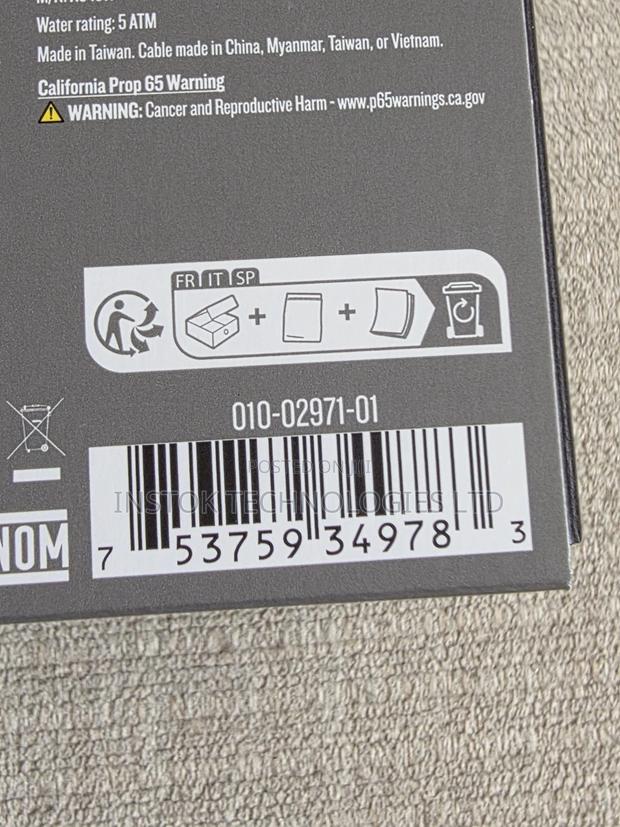 Water rating: 5 ATM
Made in Taiwan. Cable made in China, Myanmar, Taiwan, or Vietnam.
California Prop 65 Warning
WARNING: Cancer and Reproductive Harm - www.p65warnings.ca.gov
FR IT SP
010-02971-01
POSTED ON JIJI
INSTOK TECHNOLOGIES LTD
NOM
7 53759 34978 3